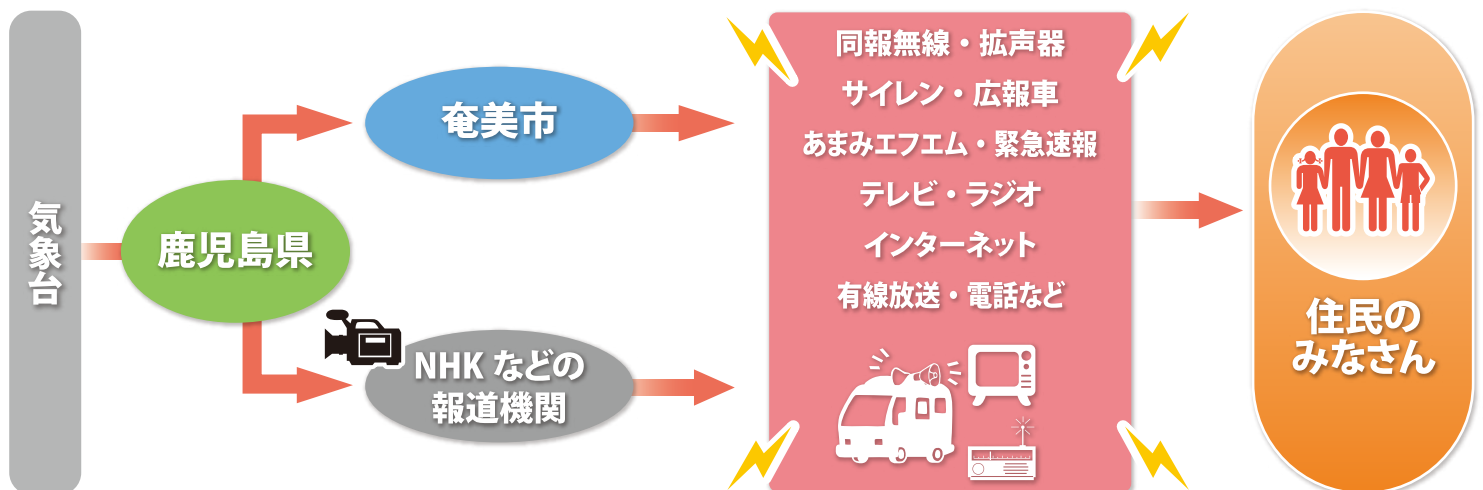 気象台
鹿児島県
奄美市
NHK などの
報道機関
同報無線・拡声器
サイレン・広報車
あまみエフエム・緊急速報
テレビ・ラジオ
インターネット
有線放送・電話など
住民の
みなさん